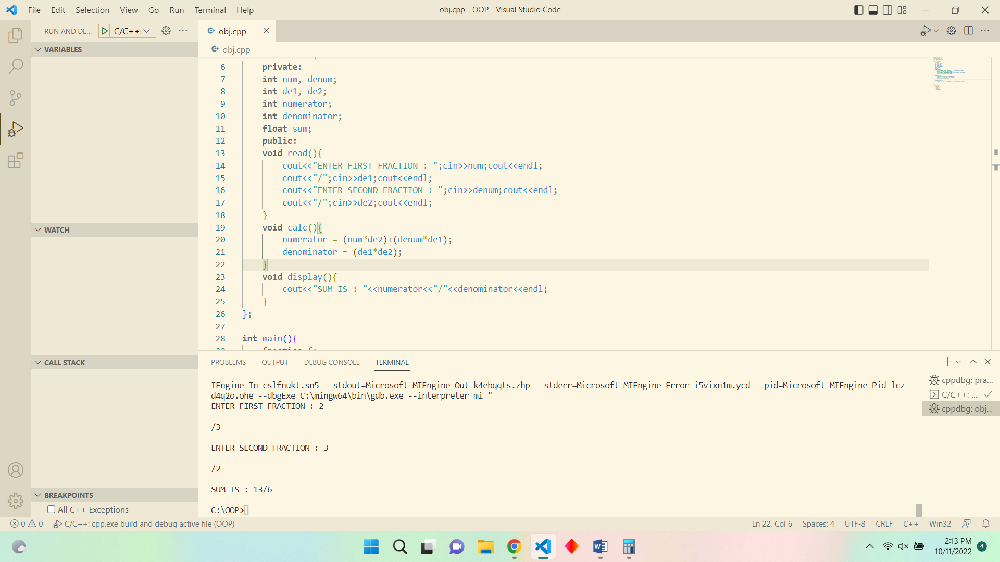 File Edit Selection View Go Run Terminal Help
obj.cpp - OOP - Visual Studio Code
RUN AND DE... C/C++:
VARIABLES
WATCH
CALL STACK
BREAKPOINTS
All C++ Exceptions
obj.cpp
obj.cpp
6 private:
7 int num, denum;
8 int de1, de2;
9 int numerator;
10 int denominator;
11 float sum;
12 public:
13 void read(){
14 cout<<"ENTER FIRST FRACTION : ";cin>>num;cout<<endl;
15 cout<<"/";cin>>de1;cout<<endl;
16 cout<<"ENTER SECOND FRACTION : ";cin>>denum;cout<<endl;
17 cout<<"/";cin>>de2;cout<<endl;
18 }
19 void calc(){
20 numerator = (num*de2)+(denum*de1);
21 denominator = (de1*de2);
22 }
23 void display(){
24 cout<<"SUM IS : "<<numerator<<"/"<<denominator<<endl;
25 }
26 };
27
28 int main(){
29 fraction f;
PROBLEMS OUTPUT DEBUG CONSOLE TERMINAL
IEngine-In-cslfnukt.sn5 --stdout=Microsoft-MIEngine-Out-k4ebqqts.zhp --stderr=Microsoft-MIEngine-Error-i5vixn1m.ycd --pid=Microsoft-MIEngine-Pid-lcz
d4q2o.ohe --dbgExe=C:\mingw64\bin\gdb.exe --interpreter=mi "
ENTER FIRST FRACTION : 2
/3
ENTER SECOND FRACTION : 3
/2
SUM IS : 13/6
C:\OOP>
cppdbg: pra...
C/C++: ...
cppdbg: obj...
0 0 C/C++: cpp.exe build and debug active file (OOP)
Ln 22, Col 6 Spaces: 4 UTF-8 CRLF C++ Win32
2:13 PM
10/11/2022 4